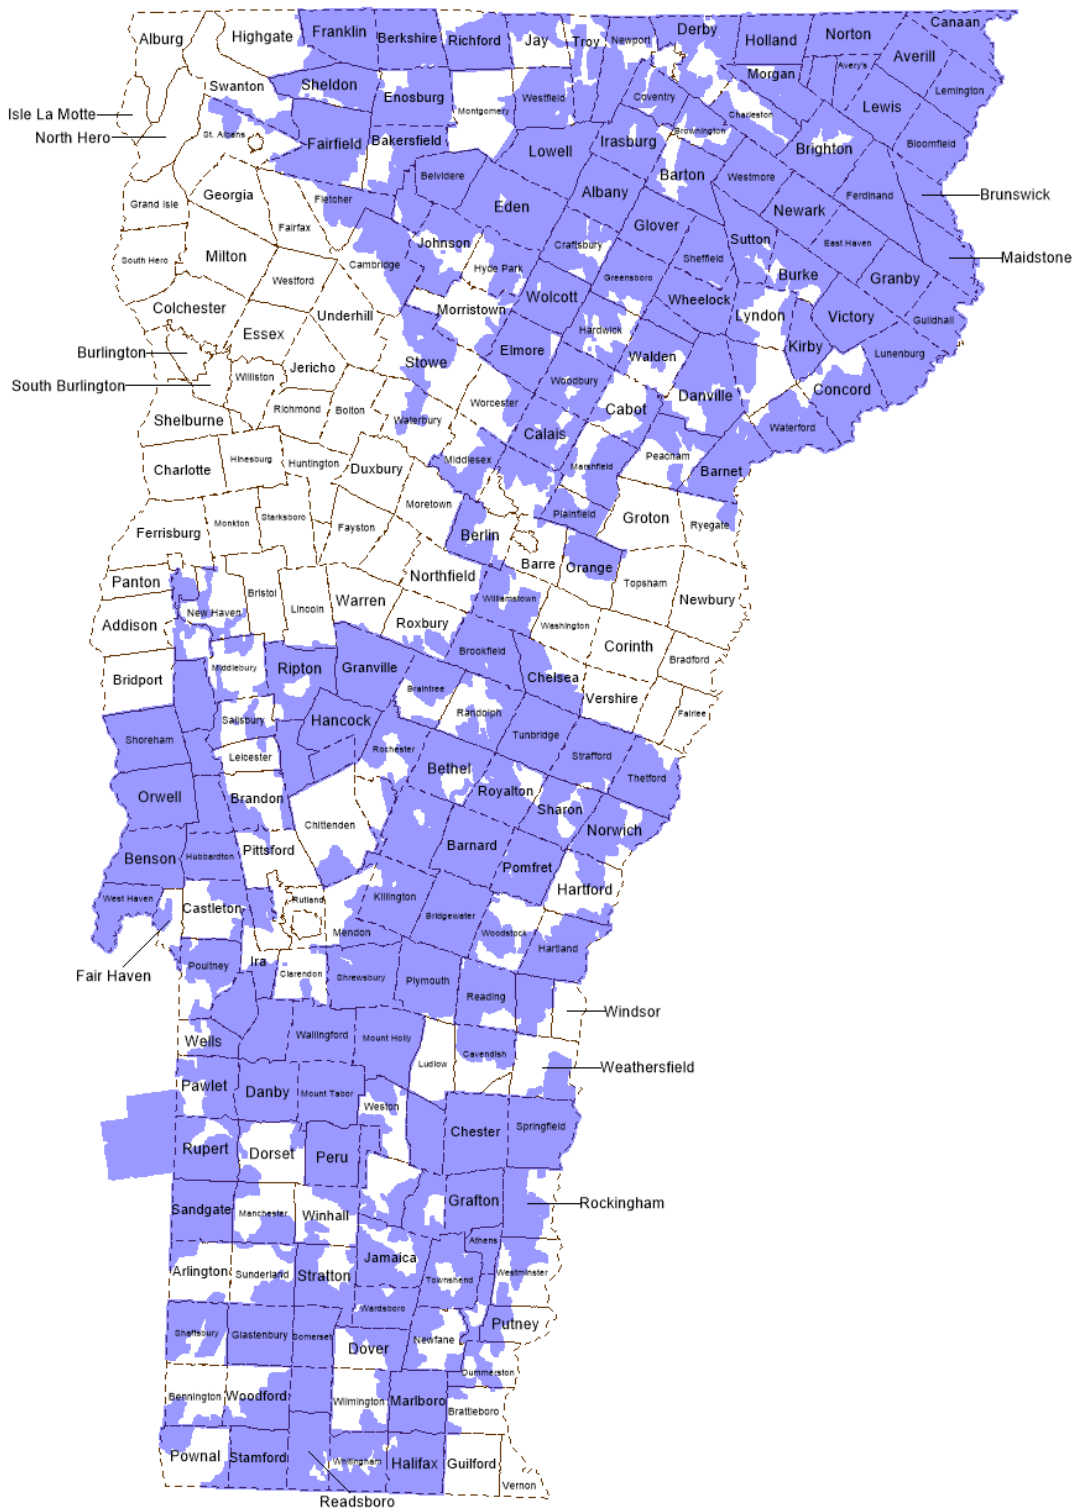 Canaan
Franklin
Berkshire
Richford
Jay
Troy
Newport
Derby
Holland
Norton
Alburg
Highgate
Averill
Avery's
Morgan
Swanton
Sheldon
Enosburg
Westfield
Coventry
Lemington
Lewis
Isle La Motte
Montgomery
Charleston
North Hero
St. Albans
Fairfield
Bakersfield
Lowell
Irasburg
Brownington
Brighton
Bloomfield
Belvidere
Barton
Westmore
Georgia
Fletcher
Eden
Albany
Ferdinand
Brunswick
Grand Isle
Fairfax
Glover
Newark
Johnson
Craftsbury
Sutton
East Haven
Milton
South Hero
Cambridge
Hyde Park
Sheffield
Maidstone
Westford
Greensboro
Burke
Granby
Colchester
Underhill
Morristown
Wolcott
Wheelock
Lyndon
Victory
Guildhall
Essex
Hardwick
Burlington
Elmore
Walden
Kirby
Lunenburg
Stowe
South Burlington
Williston
Jericho
Woodbury
Danville
Concord
Richmond
Bolton
Worcester
Cabot
Shelburne
Waterbury
Calais
Waterford
Charlotte
Hinesburg
Huntington
Duxbury
Middlesex
Marshfield
Peacham
Barnet
Moretown
Ferrisburg
Monkton
Starksboro
Fayston
Plainfield
Groton
Ryegate
Berlin
Barre
Orange
Panton
Northfield
Topsham
Bristol
Lincoln
Warren
Williamstown
Newbury
Addison
New Haven
Roxbury
Washington
Corinth
Brookfield
Bradford
Bridport
Middlebury
Ripton
Granville
Chelsea
Braintree
Vershire
Salisbury
Hancock
Randolph
Fairlee
Shoreham
Tunbridge
Leicester
Rochester
Strafford
Bethel
Thetford
Orwell
Brandon
Royalton
Chittenden
Sharon
Norwich
Benson
Hubbardton
Pittsford
Barnard
Pomfret
West Haven
Rutland
Killington
Hartford
Castleton
Bridgewater
Mendon
Woodstock
Hartland
Fair Haven
Poultney
Ira
Clarendon
Shrewsbury
Plymouth
Reading
Windsor
Wells
Wallingford
Mount Holly
Cavendish
Ludlow
Weathersfield
Pawlet
Danby
Mount Tabor
Weston
Chester
Springfield
Rupert
Dorset
Peru
Grafton
Rockingham
Sandgate
Manchester
Winhall
Athens
Jamaica
Arlington
Sunderland
Stratton
Townshend
Westminster
Wardsboro
Shaftsbury
Glastenbury
Somerset
Putney
Dover
Newfane
Dummerston
Bennington
Woodford
Wilmington
Marlboro
Brattleboro
Pownal
Stamford
Whitingham
Halifax
Guilford
Vernon
Readsboro